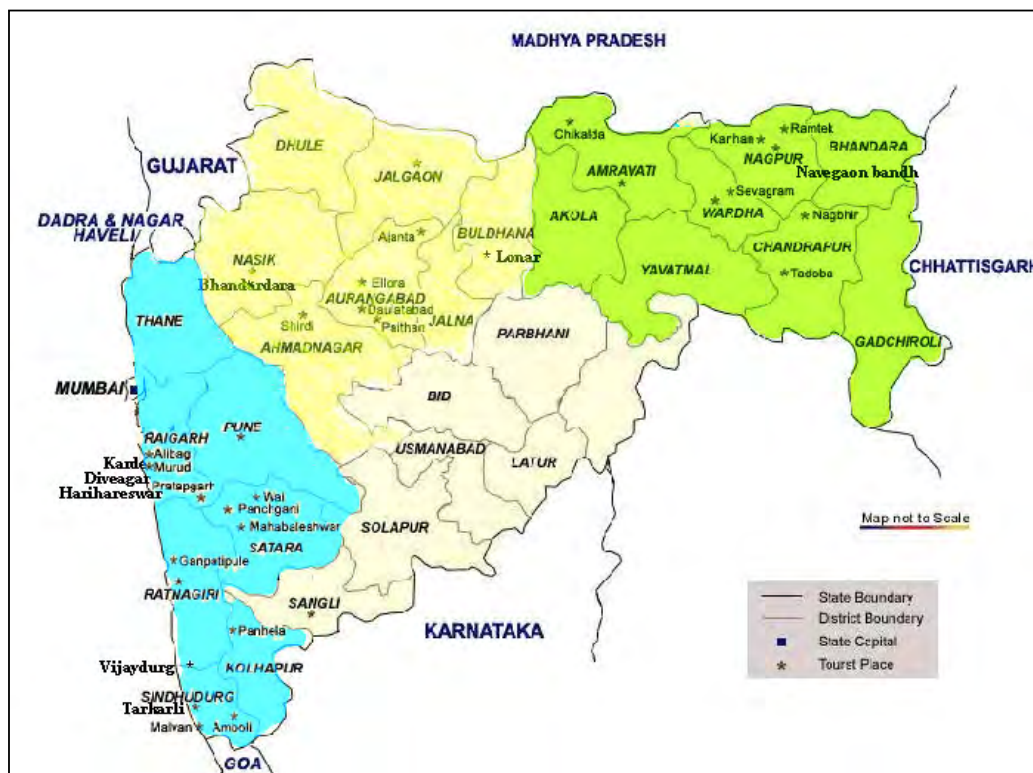 MADHYA PRADESH
GUJARAT
DADRA & NAGAR
HAVELI
DHULE
JALGAON
Chikalda
AMRAVATI
Ramtek
Karhan
NAGPUR
BHANDARA
Navegaon bandh
Sevagram
WARDHA
Nagbhir
AKOLA
BULDHANA
Lonar
Ajanta
NASIK
Bhandardara
Ellora
AURANGABAD
Daulatabad
Paithan
JALNA
Shirdi
AHMADNAGAR
YAVATMAL
CHANDRAPUR
Tadoba
CHHATTISGARH
GADCHIROLI
THANE
PARBHANI
MUMBAI
BID
PUNE
RAIGARH
Alibag
Murud
Karde
Diveagar
Harihareswar
Pratapgarh
USMANABAD
LATUR
Wai
Panchgani
Mahabaleshwar
SATARA
SOLAPUR
Map not to Scale
Ganpatipule
RATNAGIRI
SANGLI
KARNATAKA
Panhela
Vijaydurg
KOLHAPUR
SINDHUDURG
Tarkarli
Malvan
Amboli
GOA
State Boundary
District Boundary
State Capital
Tourst Place